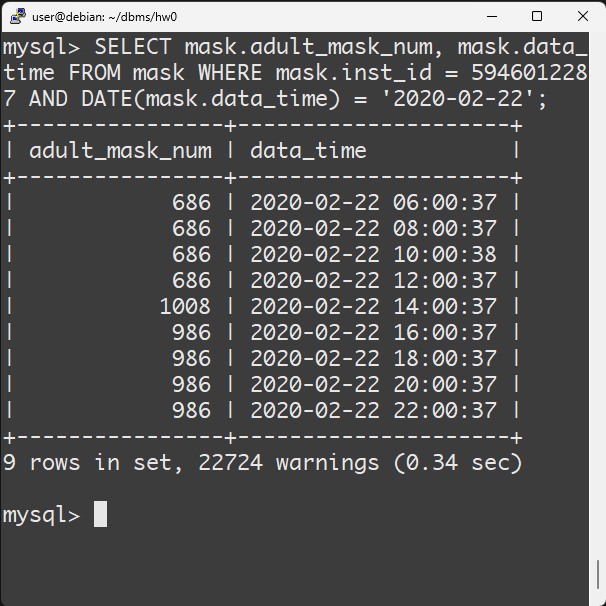 user@debian: ~/dbms/hw0
mysql> SELECT mask.adult_mask_num, mask.data_
time FROM mask WHERE mask.inst_id = 594601228
7 AND DATE(mask.data_time) = '2020-02-22';
+----------------+---------------------+
| adult_mask_num | data_time           |
+----------------+---------------------+
|            686 | 2020-02-22 06:00:37 |
|            686 | 2020-02-22 08:00:37 |
|            686 | 2020-02-22 10:00:38 |
|            686 | 2020-02-22 12:00:37 |
|           1008 | 2020-02-22 14:00:37 |
|            986 | 2020-02-22 16:00:37 |
|            986 | 2020-02-22 18:00:37 |
|            986 | 2020-02-22 20:00:37 |
|            986 | 2020-02-22 22:00:37 |
+----------------+---------------------+
9 rows in set, 22724 warnings (0.34 sec)
mysql>